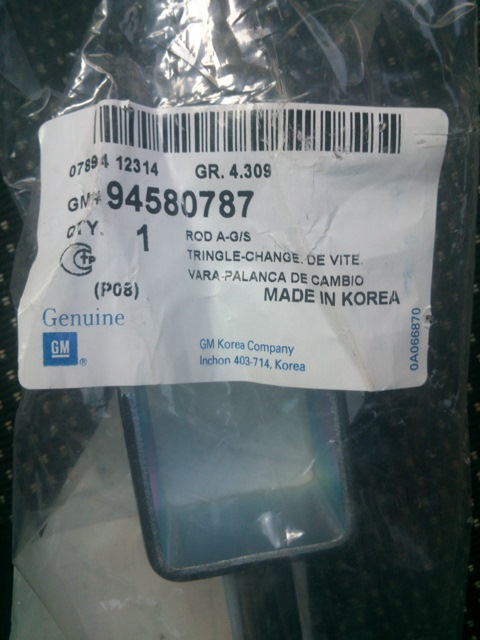 07894 12314 GR. 4.309
GM# 94580787
QTY. 1
ROD A-G/S
TRINGLE-CHANGE. DE VITE
VARA-PALANCA DE CAMBIO
(P08)
MADE IN KOREA
Genuine
GM ®
GM Korea Company
Inchon 403-714, Korea
0A066870